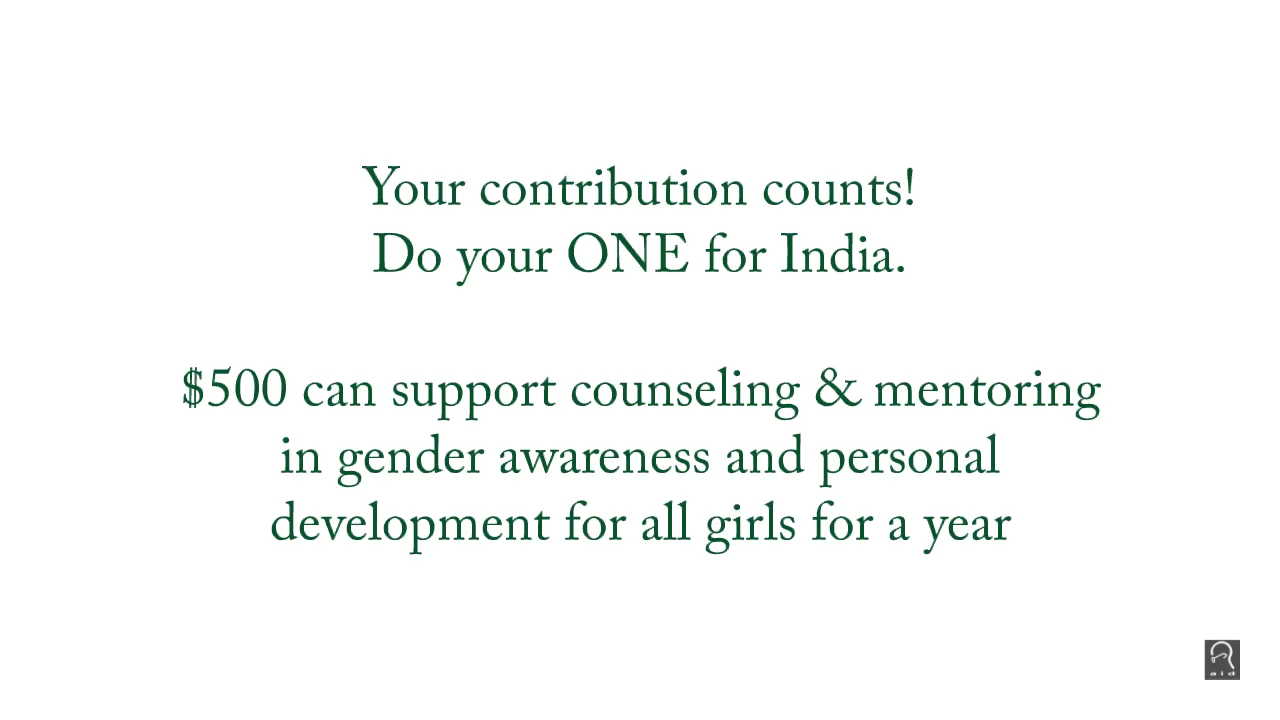 Your contribution counts!
Do your ONE for India.
$500 can support counseling & mentoring
in gender awareness and personal
development for all girls for a year
aid